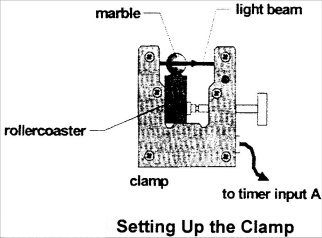 marble
light beam
rollercoaster
clamp
to timer input A
Setting Up the Clamp